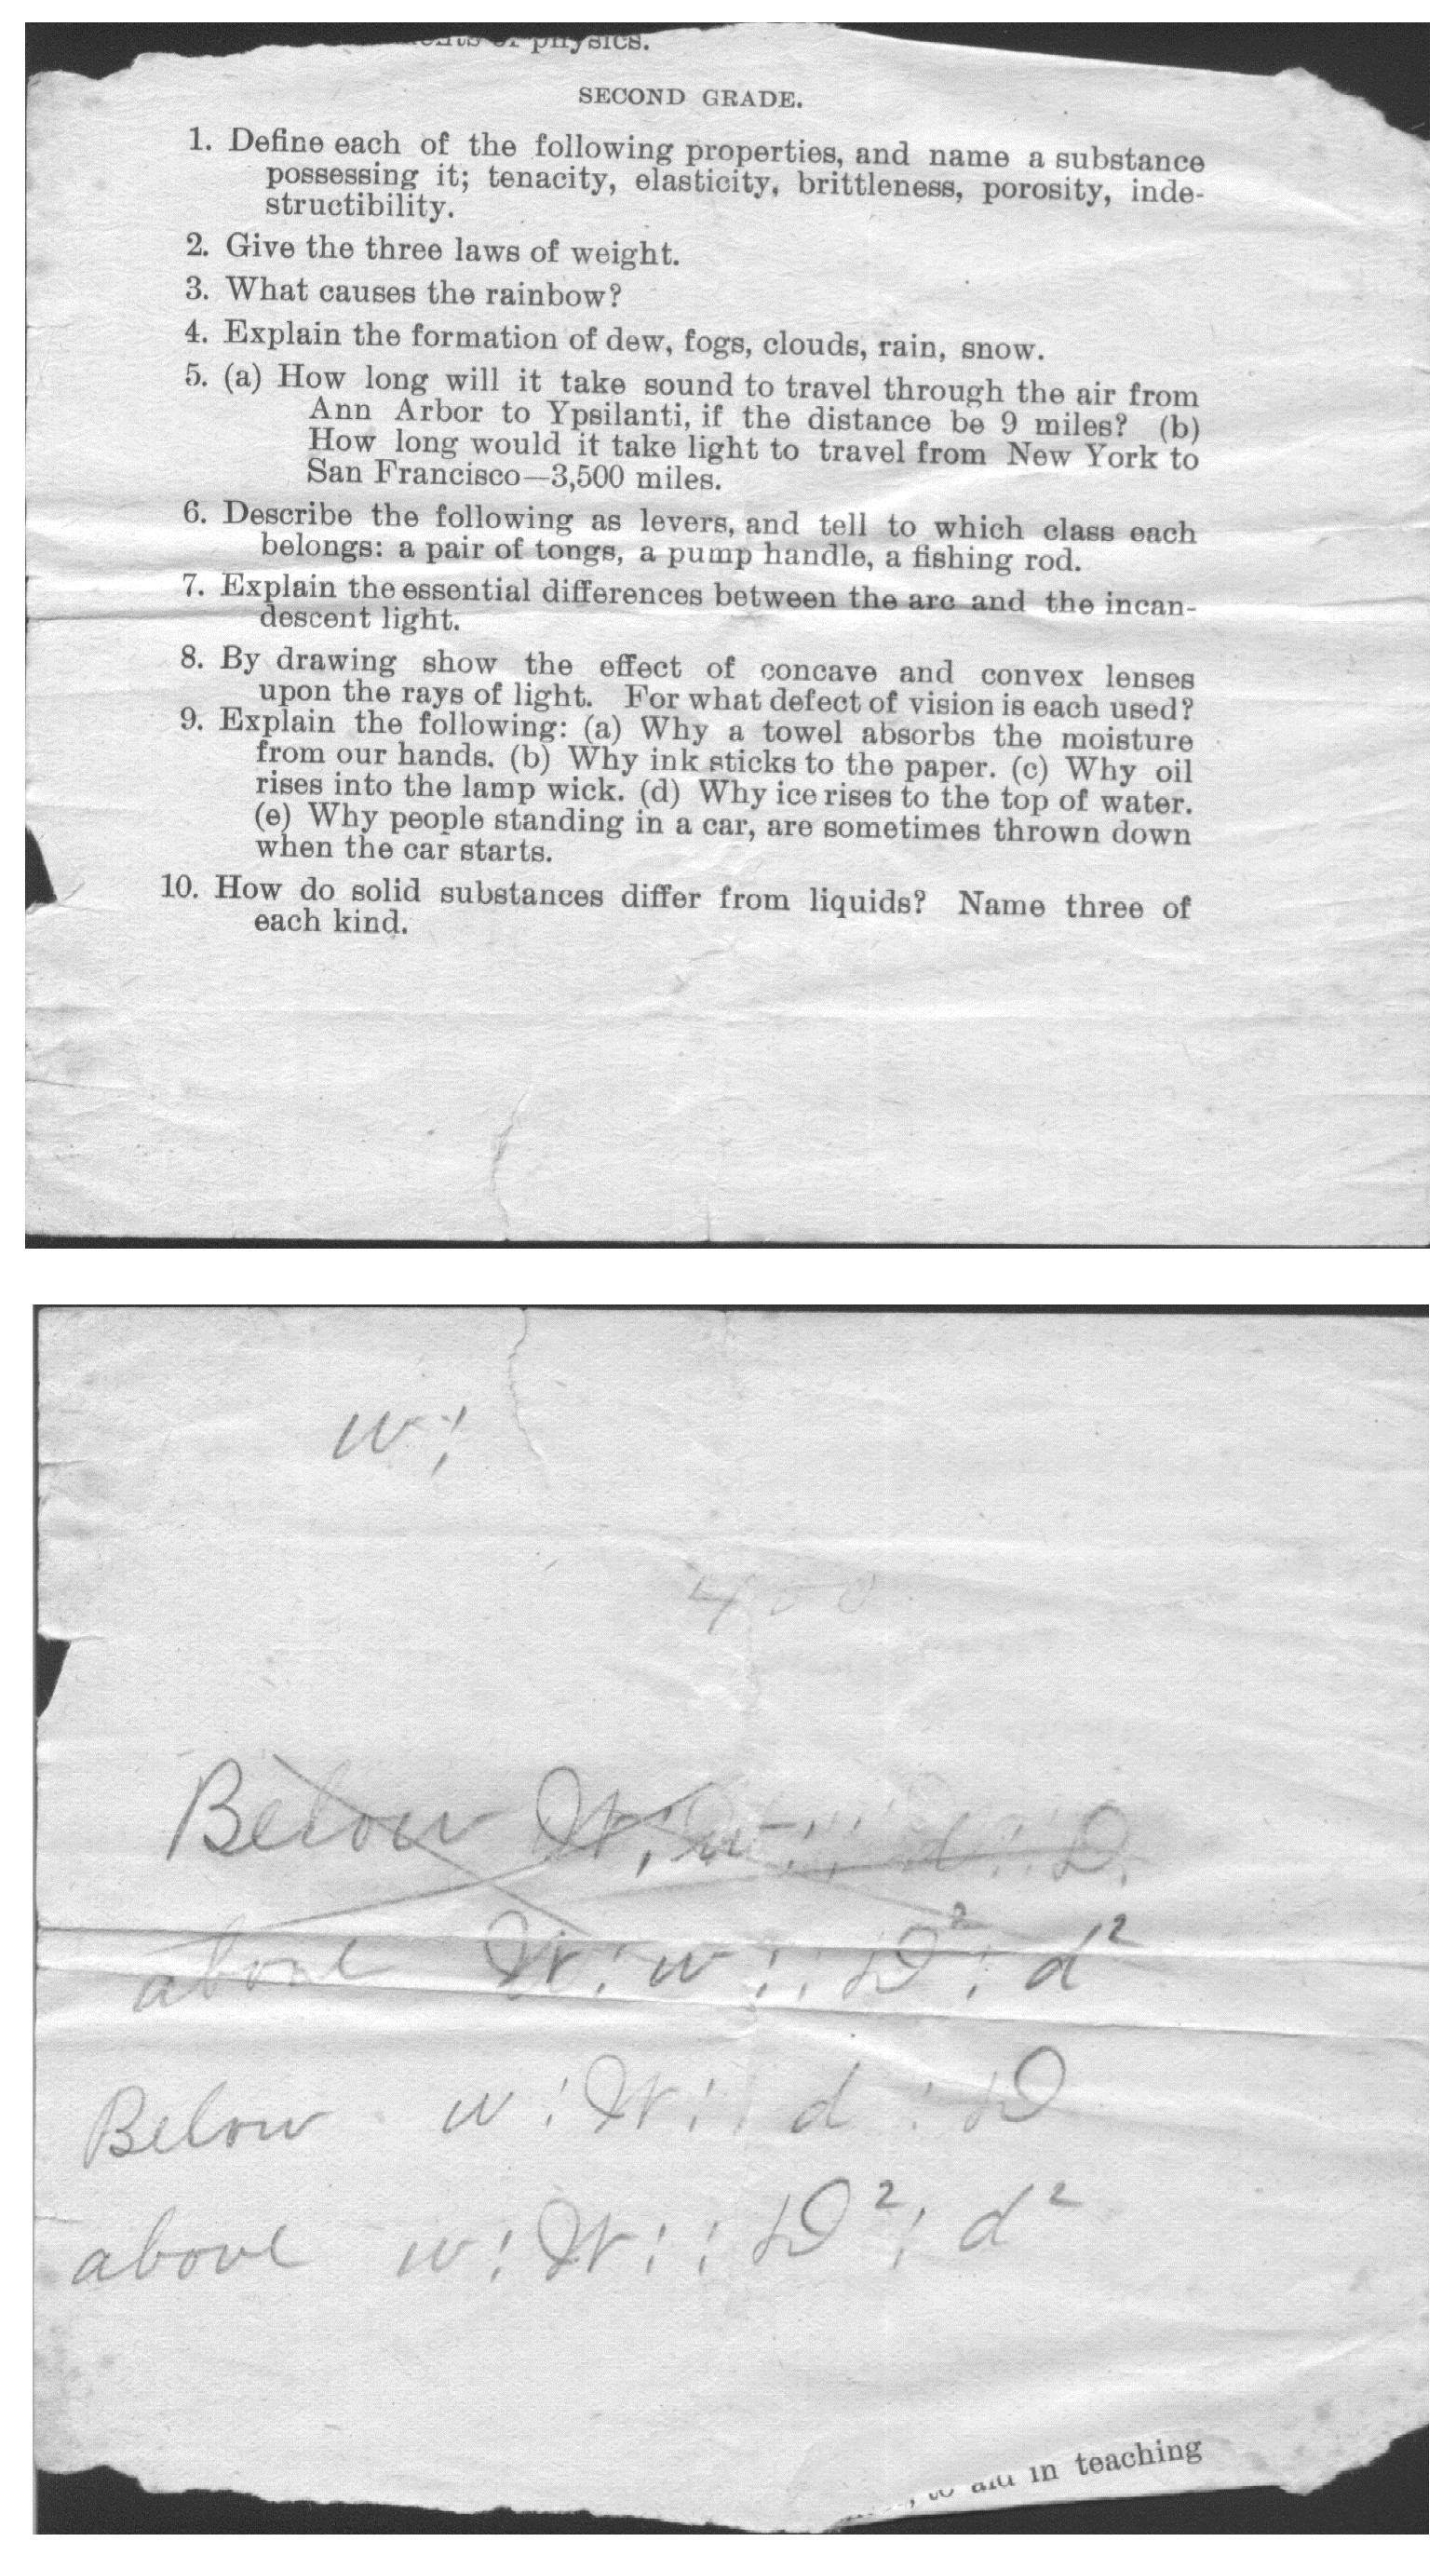 physics.
SECOND GRADE.
1. Define each of the following properties, and name a substance
possessing it; tenacity, elasticity, brittleness, porosity, inde-
structibility.
2. Give the three laws of weight.
3. What causes the rainbow?
4. Explain the formation of dew, fogs, clouds, rain, snow.
5. (a) How long will it take sound to travel through the air from
Ann Arbor to Ypsilanti, if the distance be 9 miles? (b)
How long would it take light to travel from New York to
San Francisco—3,500 miles.
6. Describe the following as levers, and tell to which class each
belongs: a pair of tongs, a pump handle, a fishing rod.
7. Explain the essential differences between the arc and the incan-
descent light.
8. By drawing show the effect of concave and convex lenses
upon the rays of light. For what defect of vision is each used?
9. Explain the following: (a) Why a towel absorbs the moisture
from our hands. (b) Why ink sticks to the paper. (c) Why oil
rises into the lamp wick. (d) Why ice rises to the top of water.
(e) Why people standing in a car, are sometimes thrown down
when the car starts.
10. How do solid substances differ from liquids? Name three of
each kind.
w:
400
Below W : w :: d : D
above W : w :: D² : d²
Below w : W :: d : D
above w : W :: D² : d²
to aid in teaching